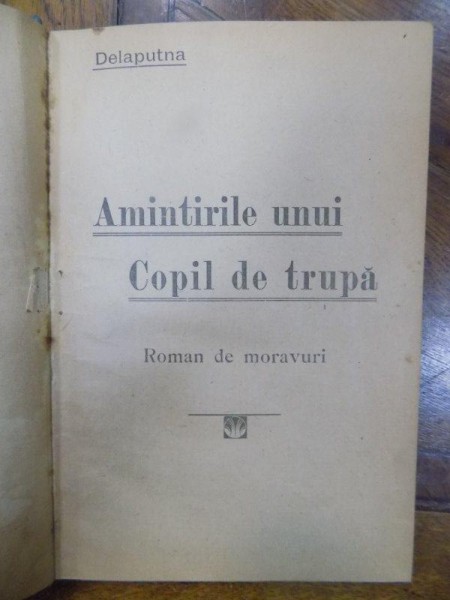 Delaputna
Amintirile unui
Copil de trupă
Roman de moravuri